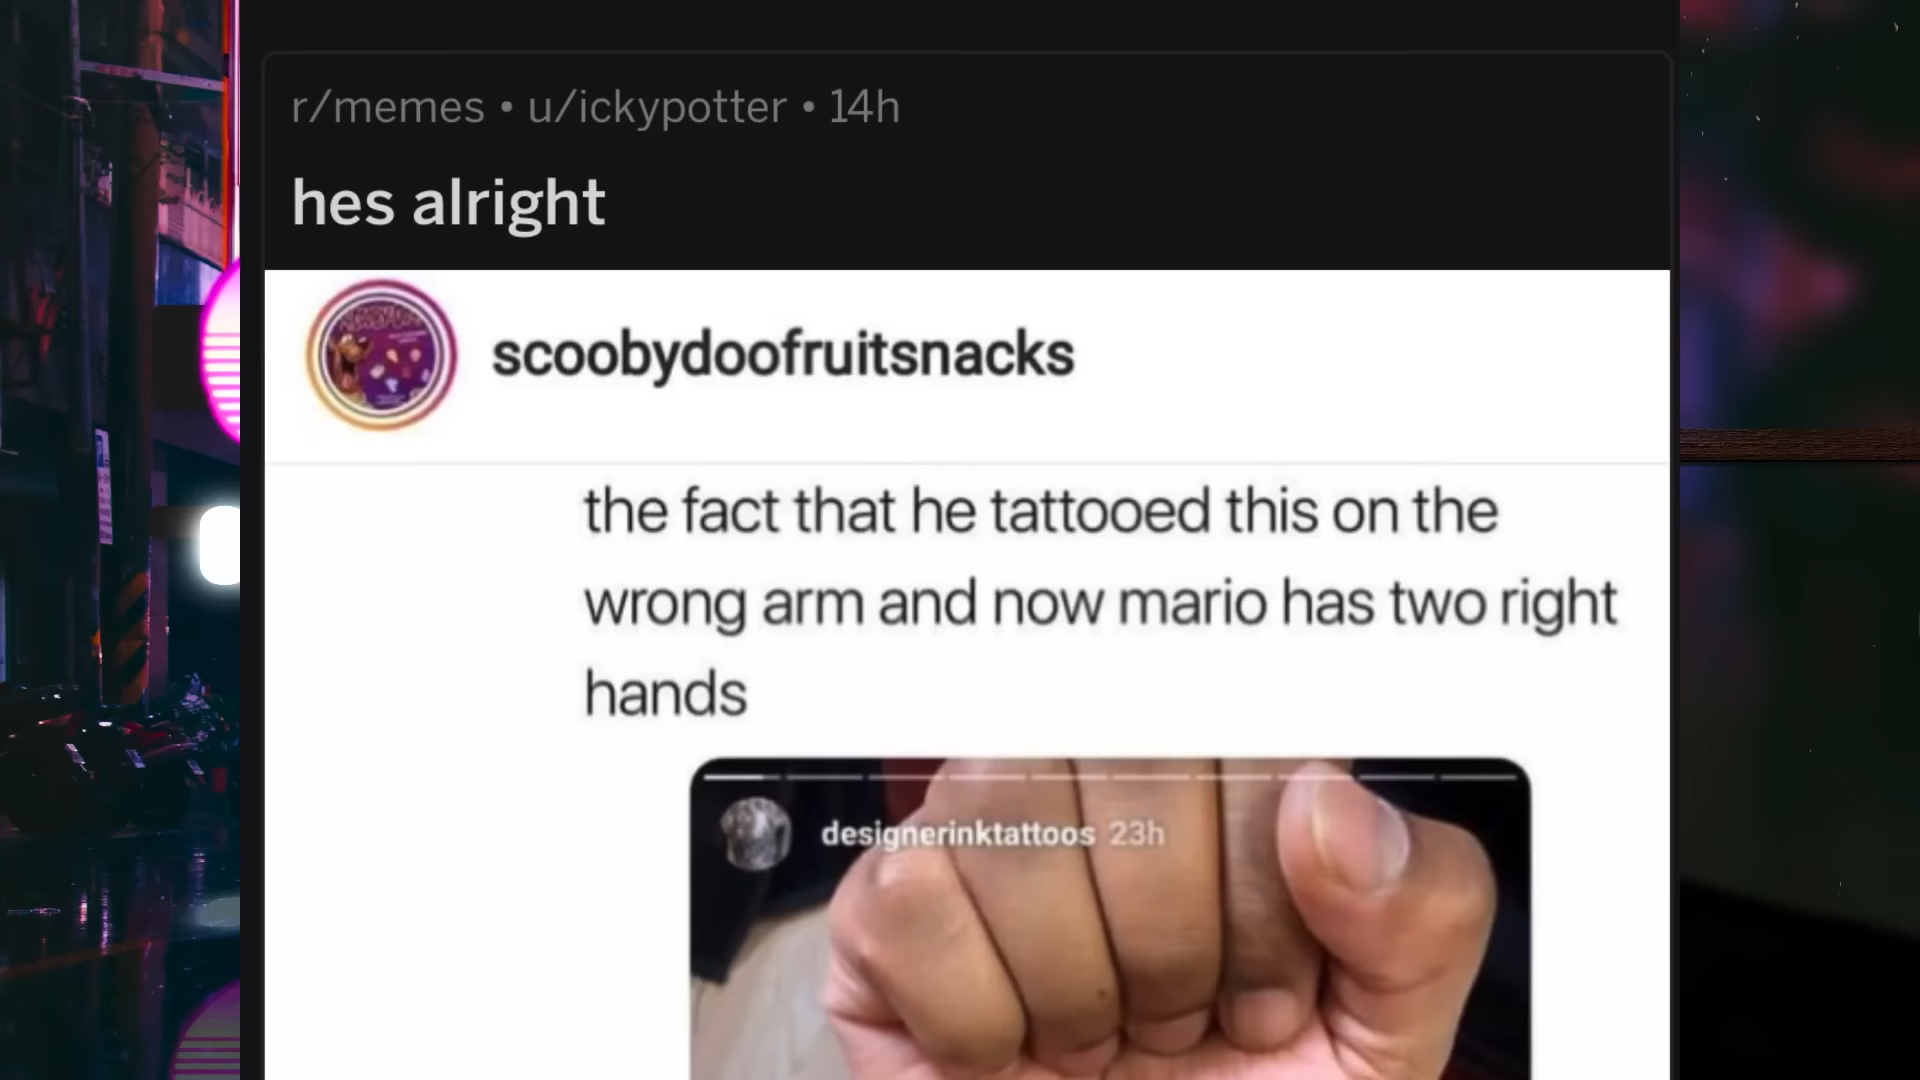 r/memes • u/ickypotter • 14h
hes alright
scoobydoofruitsnacks
the fact that he tattooed this on the
wrong arm and now mario has two right
hands
designerinktattoos 23h